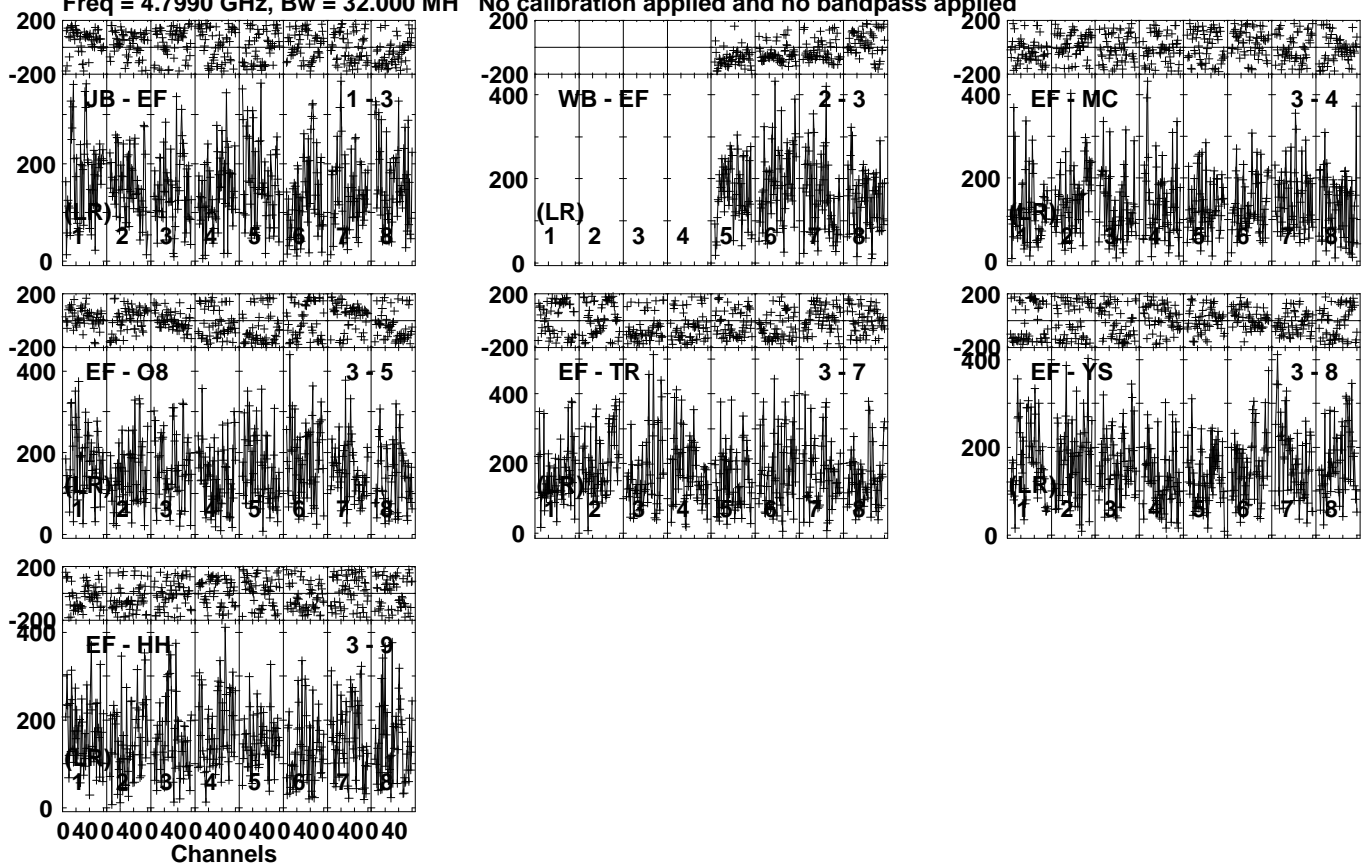 Freq = 4.7990 GHz, Bw = 32.000 MH No calibration applied and no bandpass applied
200
-200
JB - EF 1 - 3
200
(LR)
1 2 3 4 5 6 7 8
0
200
-200
400
WB - EF 2 - 3
200
(LR)
1 2 3 4 5 6 7 8
0
200
-200
400
EF - MC 3 - 4
200
(LR)
1 2 3 4 5 6 7 8
0
200
-200
400
EF - O8 3 - 5
200
(LR)
1 2 3 4 5 6 7 8
0
200
-200
400
EF - TR 3 - 7
200
(LR)
1 2 3 4 5 6 7 8
0
200
-200
400
EF - YS 3 - 8
200
(LR)
1 2 3 4 5 6 7 8
0
200
-200
400
EF - HH 3 - 9
200
(LR)
1 2 3 4 5 6 7 8
0
0 40 0 40 0 40 0 40 0 40 0 40 0 40 0 40
Channels